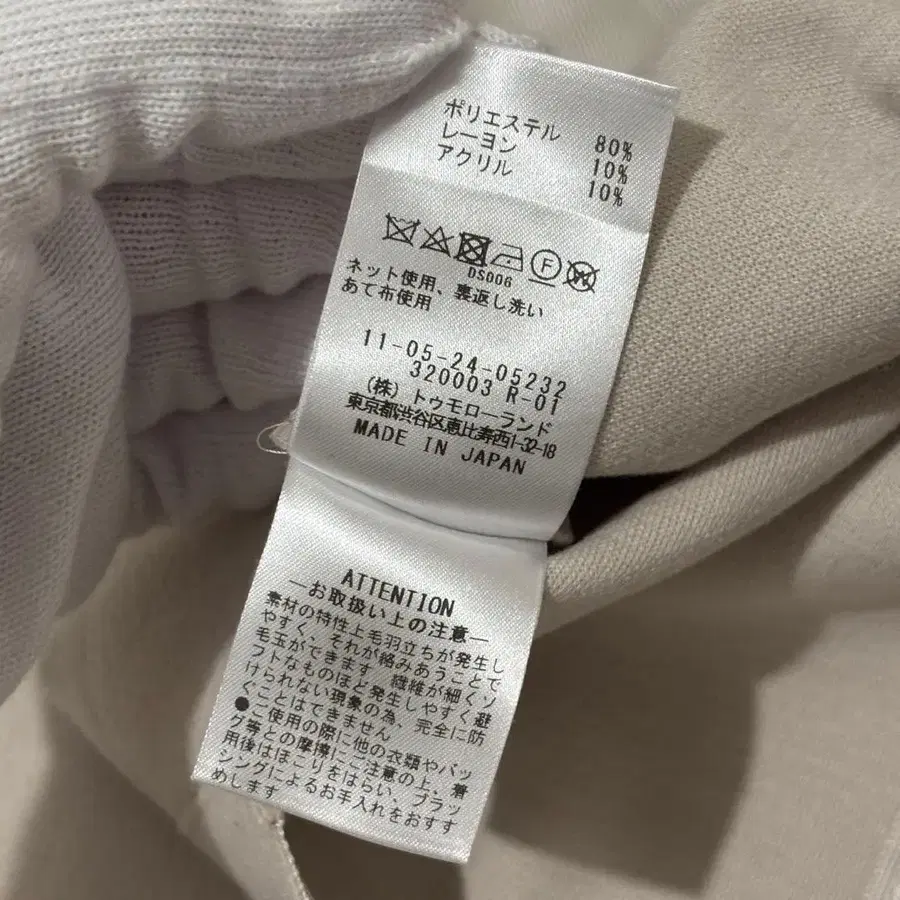 ポリエステル 80%
レーヨン 10%
アクリル 10%
DS006
ネット使用、裏返し洗い
あて布使用
11-05-24-05232
320003 R-01
(株) トゥモローランド
東京都渋谷区恵比寿西1-32-18
MADE IN JAPAN
ATTENTION
―お取扱い上の注意―
素材の特性上毛羽立ちが発生し
やすく、それが絡みあうことで
毛玉ができます。繊維が細くソ
フトなものほど発生しやすく避
けられない現象の為、完全に防
ぐことはできません。
●ご使用の際に他の衣類やバッ
グ等との摩擦にご注意の上、着
用後はほこりをはらい、ブラッ
シングによるお手入れをおすす
めします。